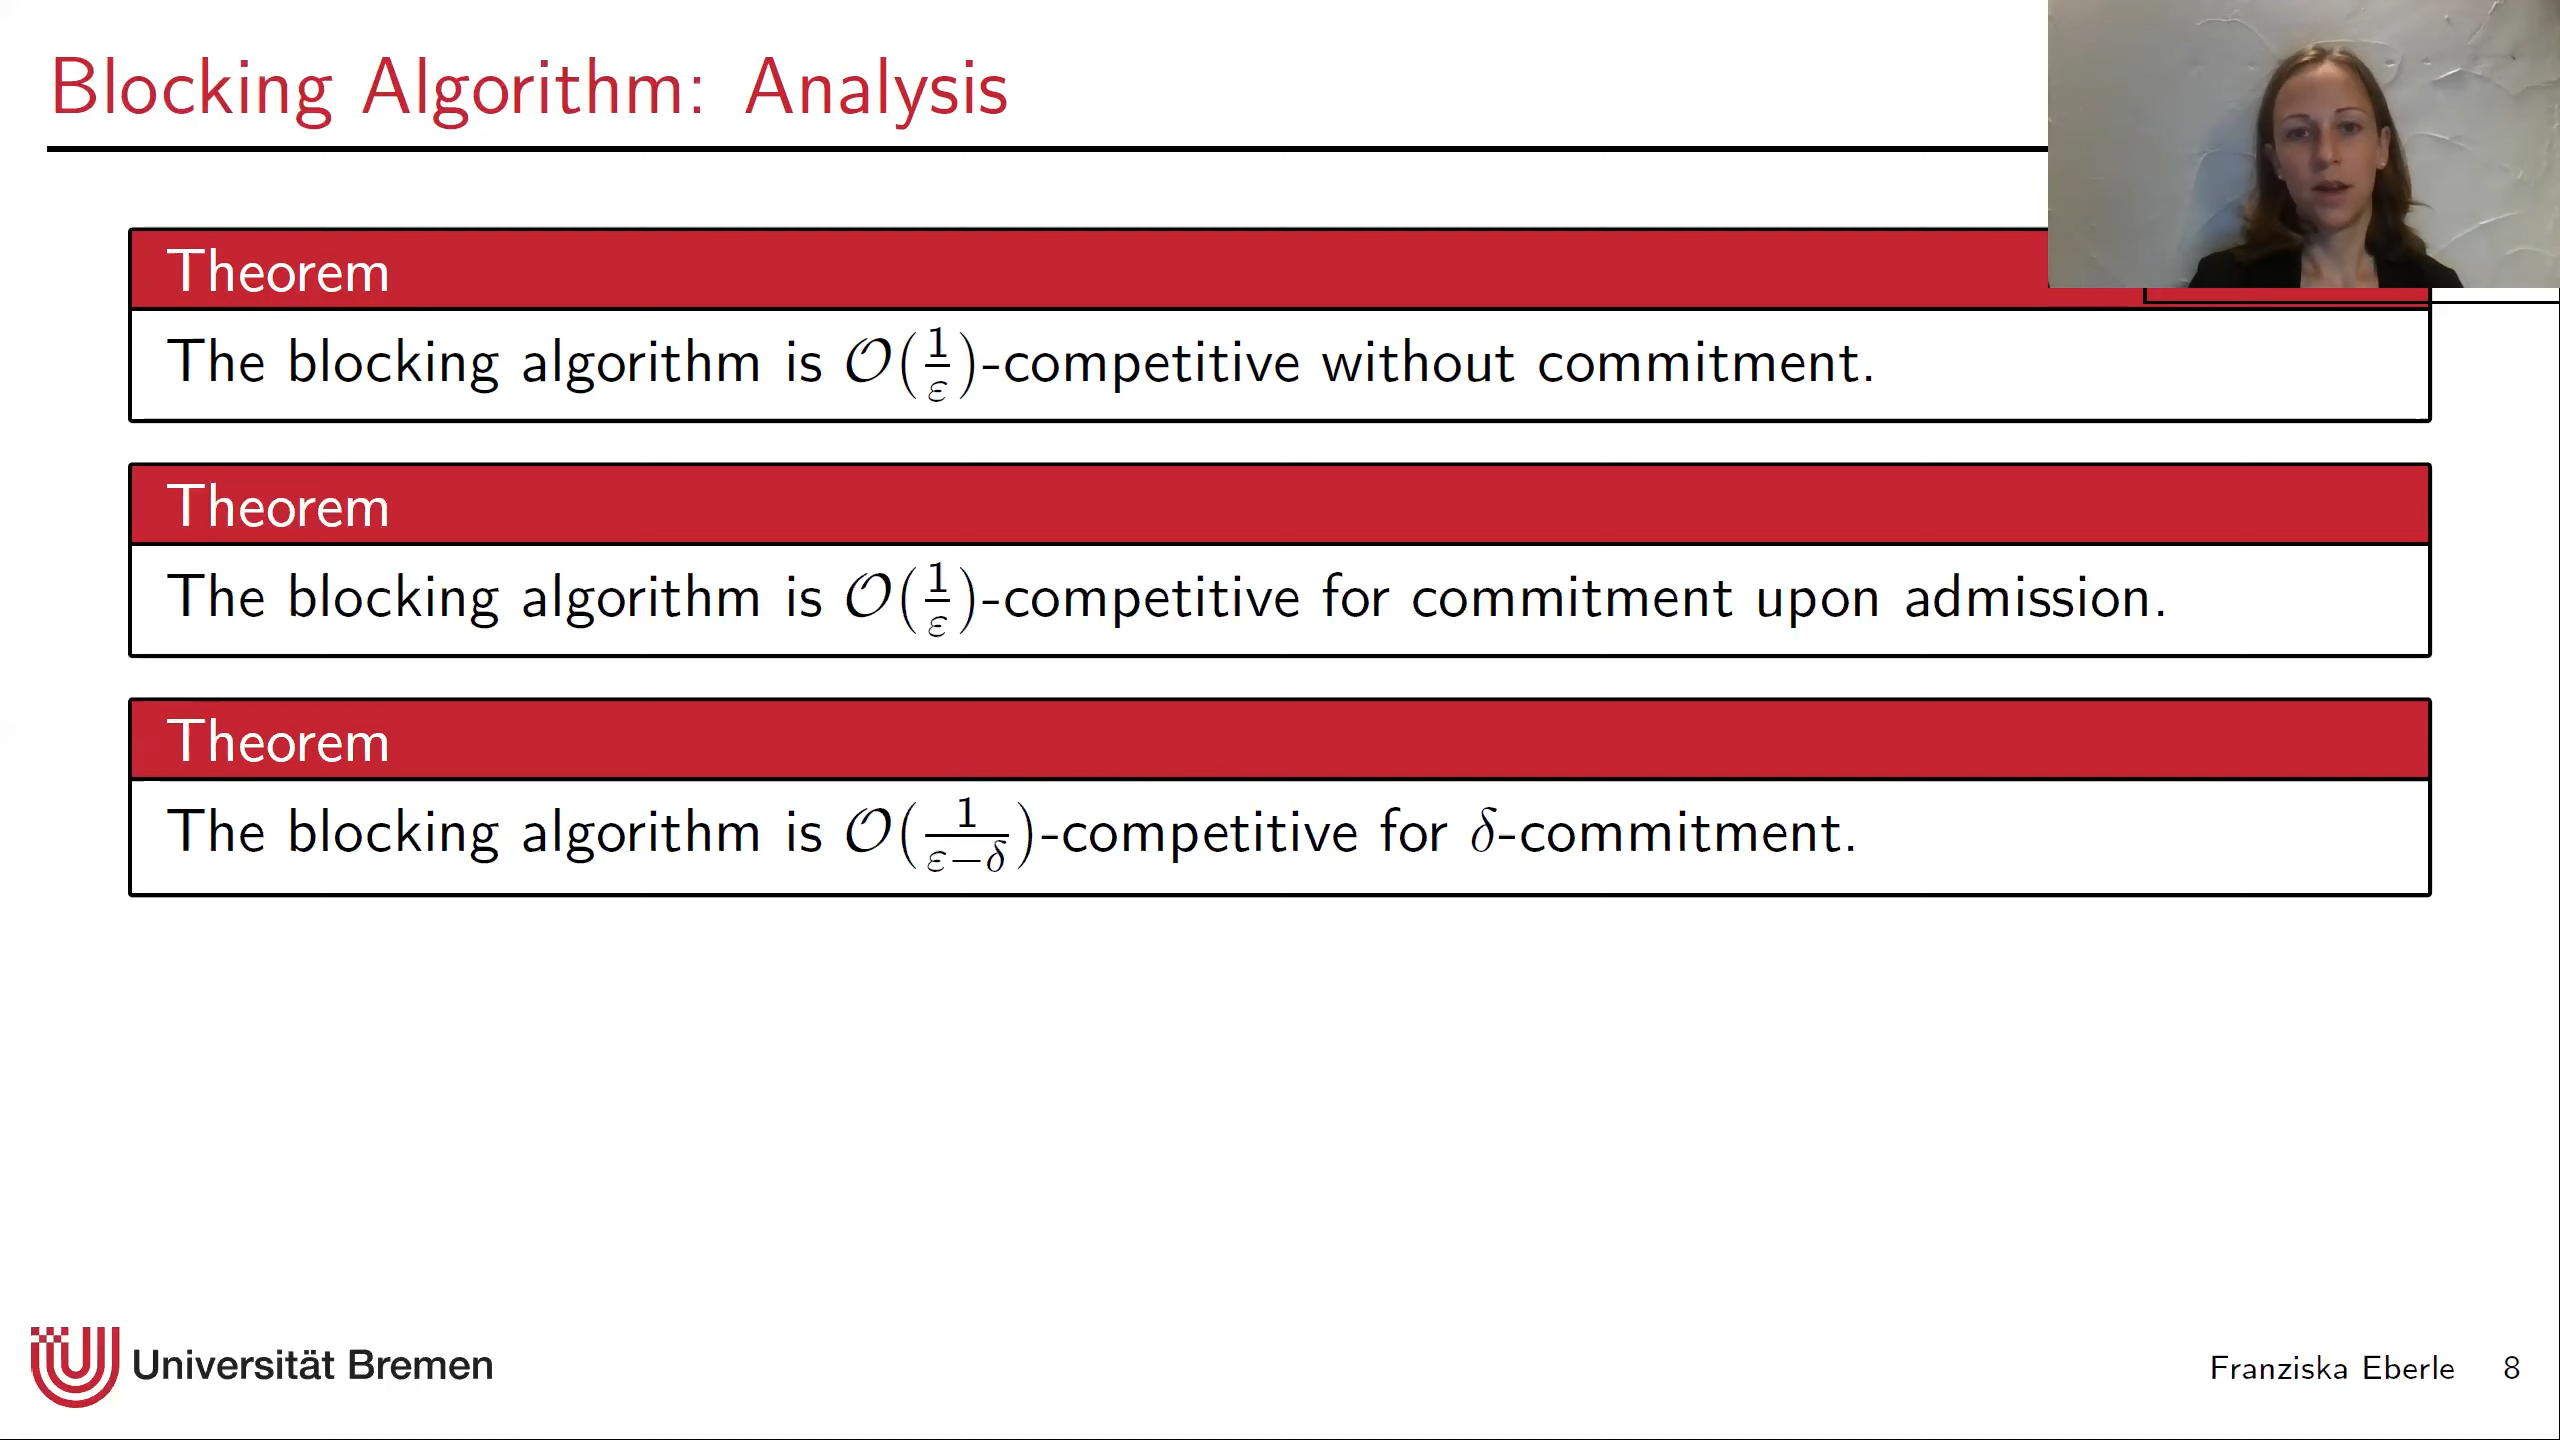 Blocking Algorithm: Analysis
Theorem
The blocking algorithm is 𝒪(1/ε)-competitive without commitment.
Theorem
The blocking algorithm is 𝒪(1/ε)-competitive for commitment upon admission.
Theorem
The blocking algorithm is 𝒪(1/(ε−δ))-competitive for δ-commitment.
Universität Bremen
Franziska Eberle 8